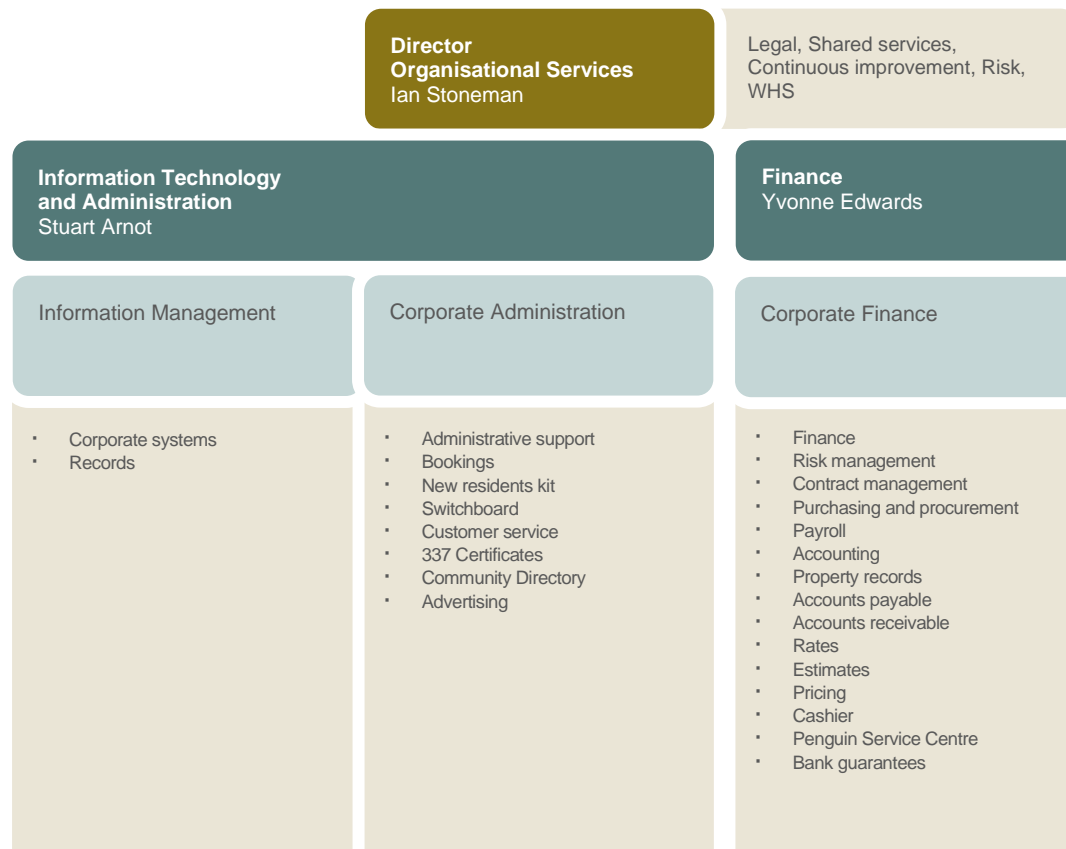 Director
Organisational Services
Ian Stoneman
Legal, Shared services,
Continuous improvement, Risk,
WHS
Information Technology
and Administration
Stuart Arnot
Finance
Yvonne Edwards
Information Management
Corporate Administration
Corporate Finance
▪ Corporate systems
▪ Records
▪ Administrative support
▪ Bookings
▪ New residents kit
▪ Switchboard
▪ Customer service
▪ 337 Certificates
▪ Community Directory
▪ Advertising
▪ Finance
▪ Risk management
▪ Contract management
▪ Purchasing and procurement
▪ Payroll
▪ Accounting
▪ Property records
▪ Accounts payable
▪ Accounts receivable
▪ Rates
▪ Estimates
▪ Pricing
▪ Cashier
▪ Penguin Service Centre
▪ Bank guarantees